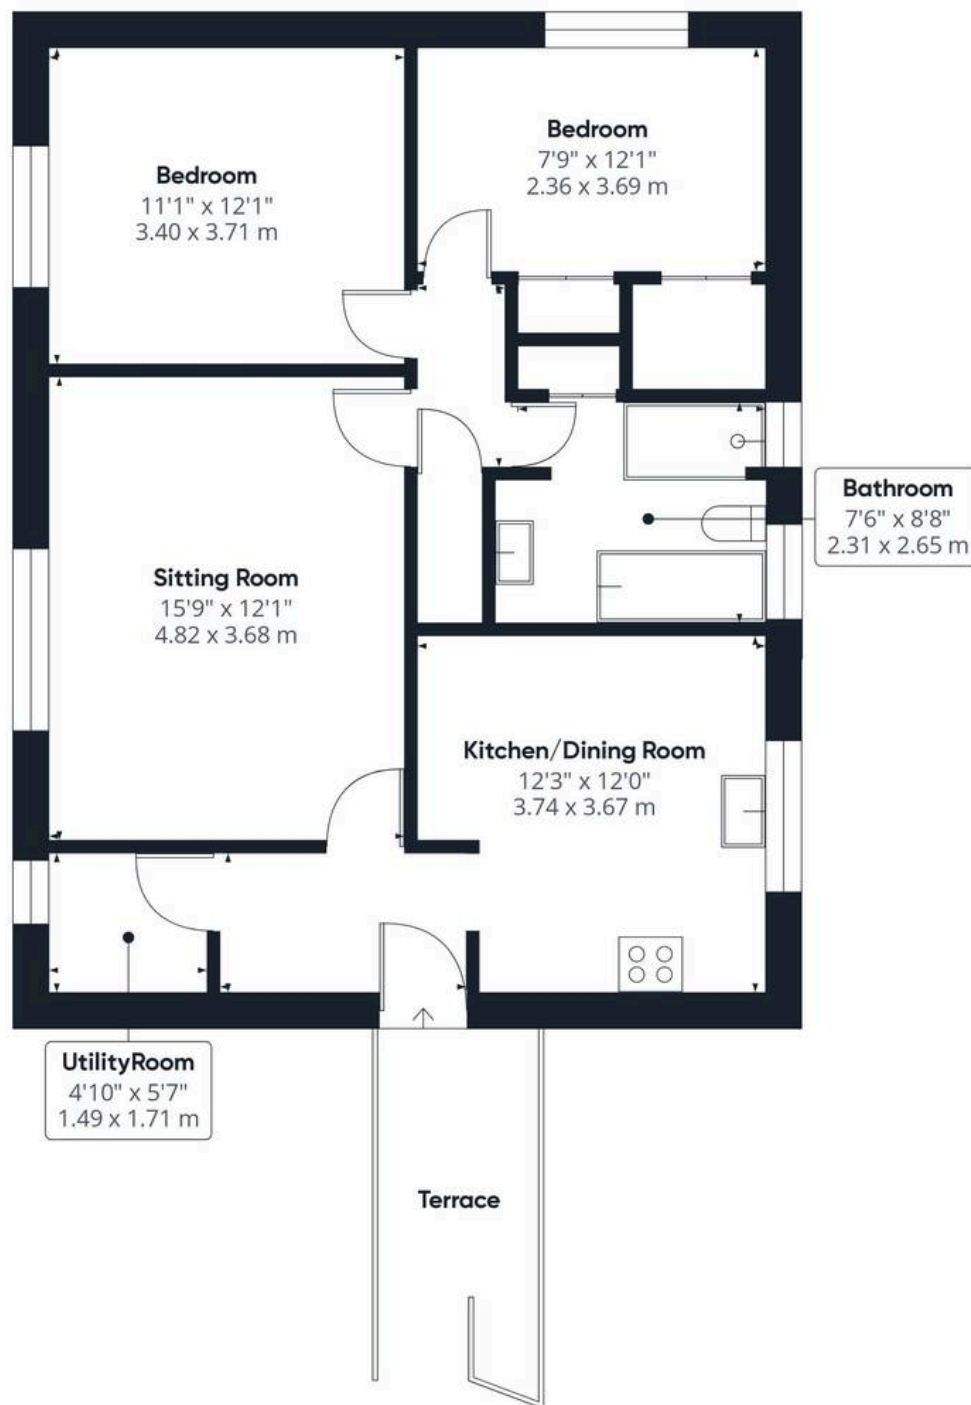 Bedroom
11'1" x 12'1"
3.40 x 3.71 m
Bedroom
7'9" x 12'1"
2.36 x 3.69 m
Bathroom
7'6" x 8'8"
2.31 x 2.65 m
Sitting Room
15'9" x 12'1"
4.82 x 3.68 m
Kitchen/Dining Room
12'3" x 12'0"
3.74 x 3.67 m
UtilityRoom
4'10" x 5'7"
1.49 x 1.71 m
Terrace